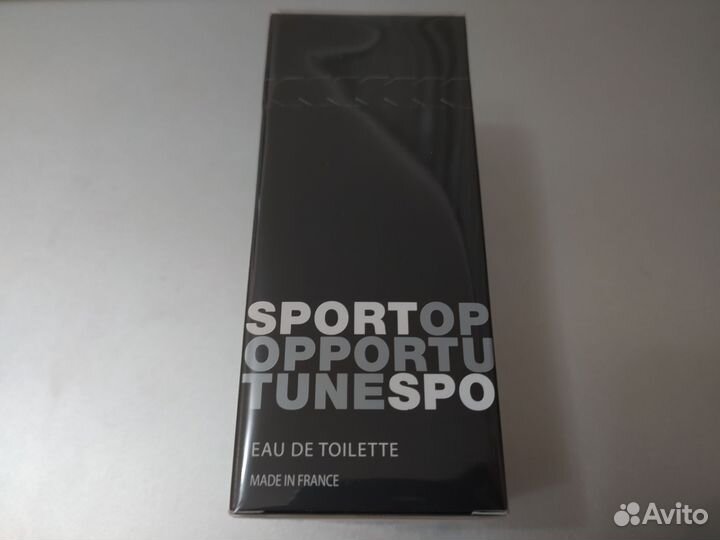 SPORTOP
OPPORTU
TUNESPO
EAU DE TOILETTE
MADE IN FRANCE
Avito